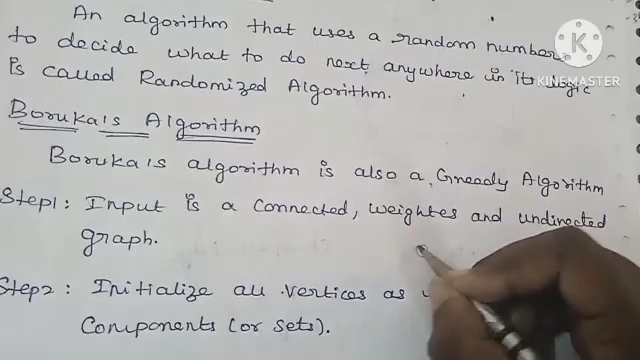 An algorithm that uses a random number
to decide what to do next anywhere in its logic
is called Randomized Algorithm.
KINEMASTER
Boruka's Algorithm
Boruka's algorithm is also a Greedy Algorithm
Step1: Input is a connected, weightes and undirected
graph.
Step2: Initialize all vertices as
Components (or sets).